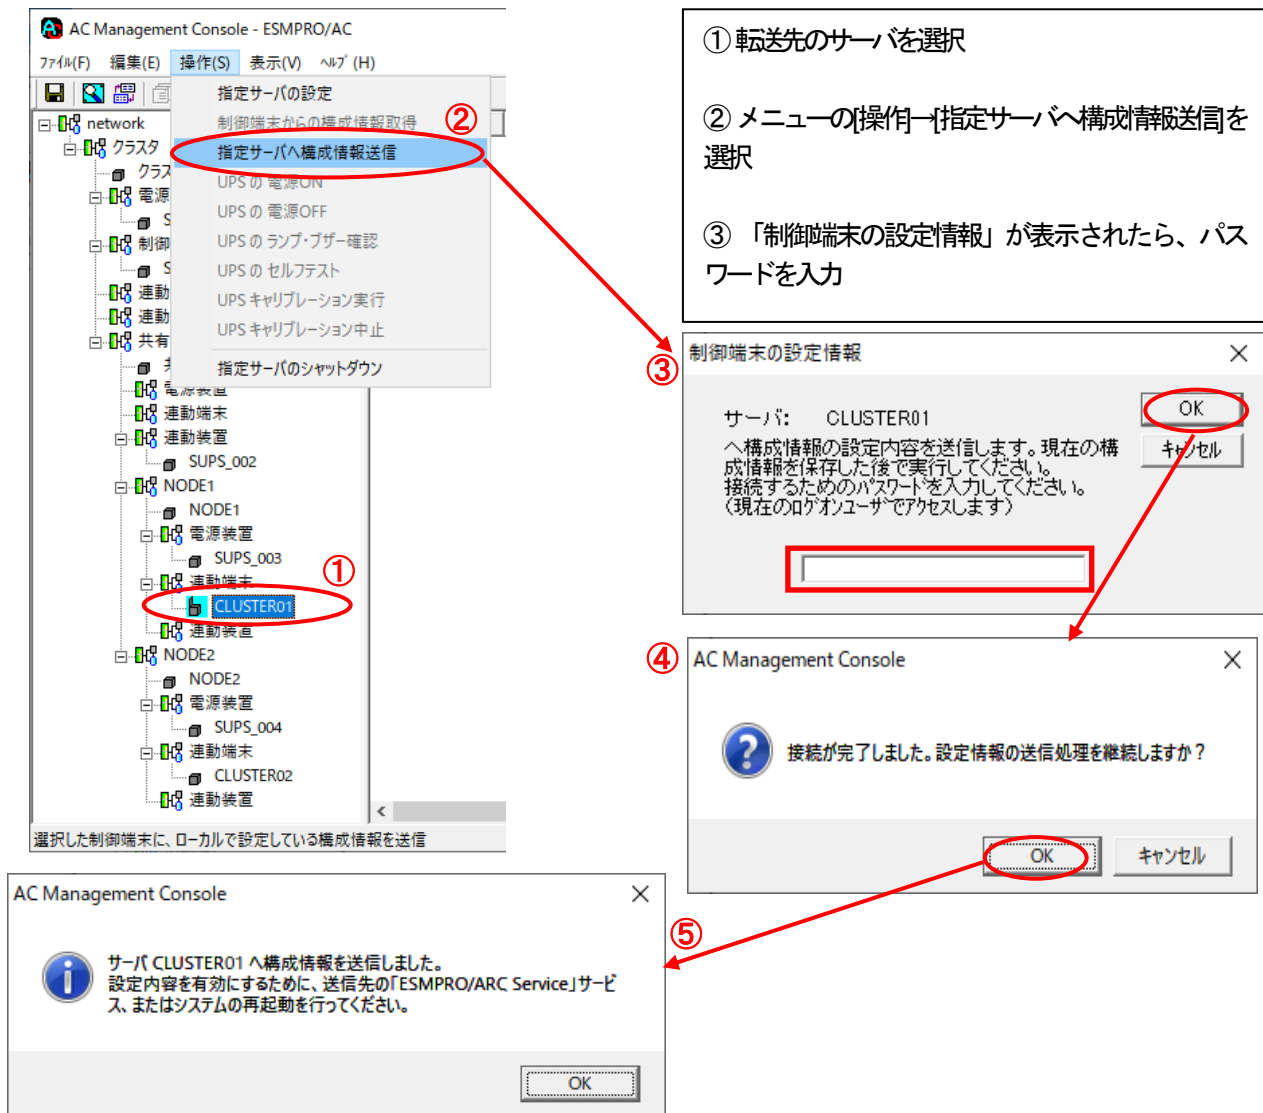 AC Management Console - ESMPRO/AC
ファイル(F) 編集(E) 操作(S) 表示(V) ヘルプ(H)
指定サーバの設定
制御端末からの構成情報取得
②
指定サーバへ構成情報送信
UPS の 電源ON
UPS の 電源OFF
UPS の ランプ・ブザー確認
UPS の セルフテスト
UPS キャリブレーション実行
UPS キャリブレーション中止
指定サーバのシャットダウン
network
クラスタ
クラス
電源
S
制御
S
連動
連動
共有
電源装置
連動端末
連動装置
SUPS_002
NODE1
NODE1
電源装置
SUPS_003
①
連動端末
CLUSTER01
連動装置
NODE2
NODE2
電源装置
SUPS_004
連動端末
CLUSTER02
連動装置
選択した制御端末に、ローカルで設定している構成情報を送信
① 転送先のサーバを選択
② メニューの[操作]→[指定サーバへ構成情報送信]を
選択
③ 「制御端末の設定情報」が表示されたら、パス
ワードを入力
③
制御端末の設定情報
サーバ: CLUSTER01
へ構成情報の設定内容を送信します。現在の構
成情報を保存した後で実行してください。
接続するためのパスワードを入力してください。
(現在のログオンユーザでアクセスします)
OK
キャンセル
④
AC Management Console
接続が完了しました。設定情報の送信処理を継続しますか?
OK
キャンセル
⑤
AC Management Console
サーバ CLUSTER01 へ構成情報を送信しました。
設定内容を有効にするために、送信先の「ESMPRO/ARC Service」サービ
ス、またはシステムの再起動を行ってください。
OK